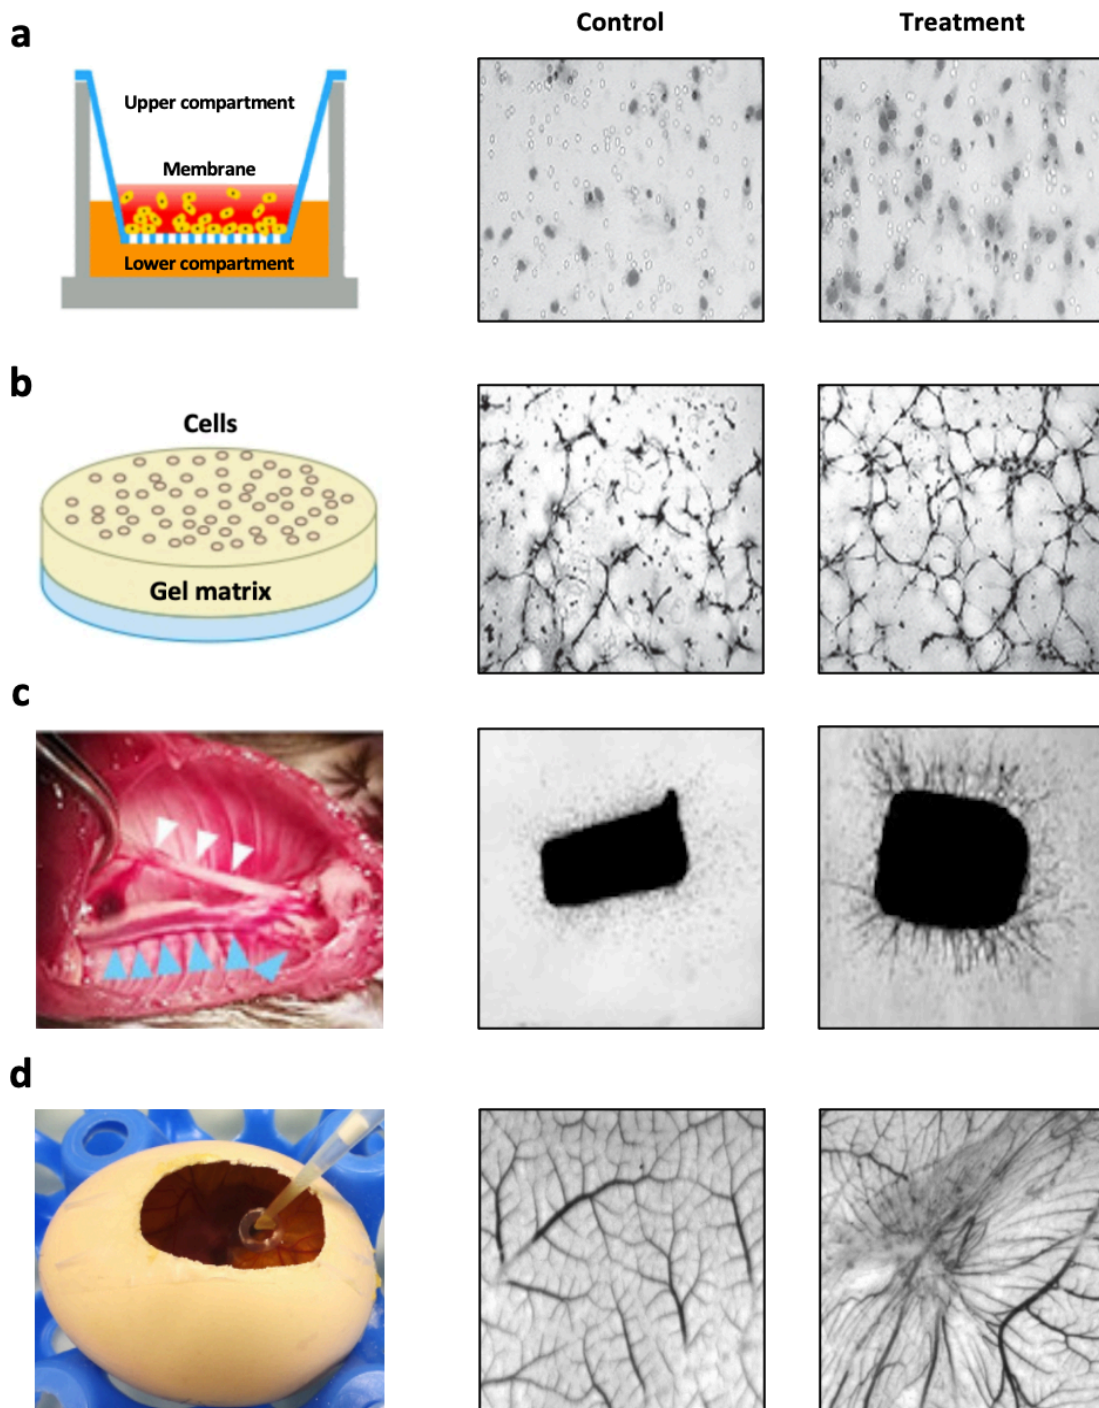 a
Control
Treatment
Upper compartment
Membrane
Lower compartment
b
Cells
Gel matrix
c
d